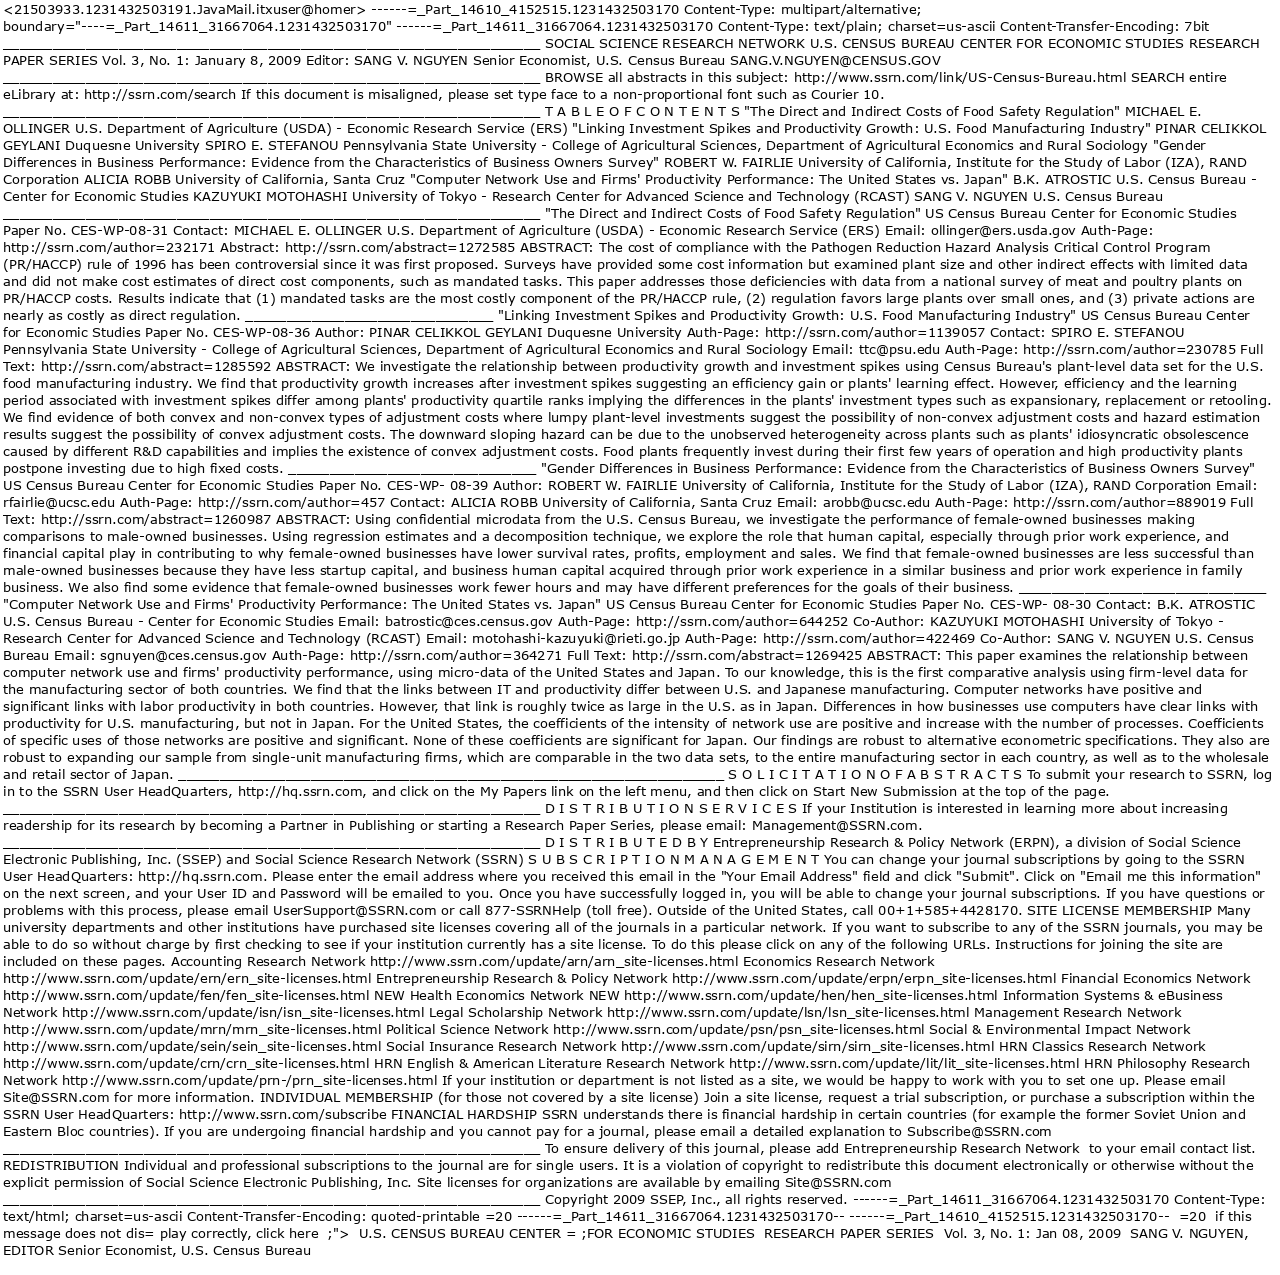 <21503933.1231432503191.JavaMail.itxuser@homer> ------=_Part_14610_4152515.1231432503170 Content-Type: multipart/alternative;
boundary="----=_Part_14611_31667064.1231432503170" ------=_Part_14611_31667064.1231432503170 Content-Type: text/plain; charset=us-ascii Content-Transfer-Encoding: 7bit
_________________________________________________________________ SOCIAL SCIENCE RESEARCH NETWORK U.S. CENSUS BUREAU CENTER FOR ECONOMIC STUDIES RESEARCH
PAPER SERIES Vol. 3, No. 1: January 8, 2009 Editor: SANG V. NGUYEN Senior Economist, U.S. Census Bureau SANG.V.NGUYEN@CENSUS.GOV
_________________________________________________________________ BROWSE all abstracts in this subject: http://www.ssrn.com/link/US-Census-Bureau.html SEARCH entire
eLibrary at: http://ssrn.com/search If this document is misaligned, please set type face to a non-proportional font such as Courier 10.
_________________________________________________________________ T A B L E O F C O N T E N T S "The Direct and Indirect Costs of Food Safety Regulation" MICHAEL E.
OLLINGER U.S. Department of Agriculture (USDA) - Economic Research Service (ERS) "Linking Investment Spikes and Productivity Growth: U.S. Food Manufacturing Industry" PINAR CELIKKOL
GEYLANI Duquesne University SPIRO E. STEFANOU Pennsylvania State University - College of Agricultural Sciences, Department of Agricultural Economics and Rural Sociology "Gender
Differences in Business Performance: Evidence from the Characteristics of Business Owners Survey" ROBERT W. FAIRLIE University of California, Institute for the Study of Labor (IZA), RAND
Corporation ALICIA ROBB University of California, Santa Cruz "Computer Network Use and Firms' Productivity Performance: The United States vs. Japan" B.K. ATROSTIC U.S. Census Bureau -
Center for Economic Studies KAZUYUKI MOTOHASHI University of Tokyo - Research Center for Advanced Science and Technology (RCAST) SANG V. NGUYEN U.S. Census Bureau
_________________________________________________________________ "The Direct and Indirect Costs of Food Safety Regulation" US Census Bureau Center for Economic Studies
Paper No. CES-WP-08-31 Contact: MICHAEL E. OLLINGER U.S. Department of Agriculture (USDA) - Economic Research Service (ERS) Email: ollinger@ers.usda.gov Auth-Page:
http://ssrn.com/author=232171 Abstract: http://ssrn.com/abstract=1272585 ABSTRACT: The cost of compliance with the Pathogen Reduction Hazard Analysis Critical Control Program
(PR/HACCP) rule of 1996 has been controversial since it was first proposed. Surveys have provided some cost information but examined plant size and other indirect effects with limited data
and did not make cost estimates of direct cost components, such as mandated tasks. This paper addresses those deficiencies with data from a national survey of meat and poultry plants on
PR/HACCP costs. Results indicate that (1) mandated tasks are the most costly component of the PR/HACCP rule, (2) regulation favors large plants over small ones, and (3) private actions are
nearly as costly as direct regulation. ______________________________ "Linking Investment Spikes and Productivity Growth: U.S. Food Manufacturing Industry" US Census Bureau Center
for Economic Studies Paper No. CES-WP-08-36 Author: PINAR CELIKKOL GEYLANI Duquesne University Auth-Page: http://ssrn.com/author=1139057 Contact: SPIRO E. STEFANOU
Pennsylvania State University - College of Agricultural Sciences, Department of Agricultural Economics and Rural Sociology Email: ttc@psu.edu Auth-Page: http://ssrn.com/author=230785 Full
Text: http://ssrn.com/abstract=1285592 ABSTRACT: We investigate the relationship between productivity growth and investment spikes using Census Bureau's plant-level data set for the U.S.
food manufacturing industry. We find that productivity growth increases after investment spikes suggesting an efficiency gain or plants' learning effect. However, efficiency and the learning
period associated with investment spikes differ among plants' productivity quartile ranks implying the differences in the plants' investment types such as expansionary, replacement or retooling.
We find evidence of both convex and non-convex types of adjustment costs where lumpy plant-level investments suggest the possibility of non-convex adjustment costs and hazard estimation
results suggest the possibility of convex adjustment costs. The downward sloping hazard can be due to the unobserved heterogeneity across plants such as plants' idiosyncratic obsolescence
caused by different R&D capabilities and implies the existence of convex adjustment costs. Food plants frequently invest during their first few years of operation and high productivity plants
postpone investing due to high fixed costs. ______________________________ "Gender Differences in Business Performance: Evidence from the Characteristics of Business Owners Survey"
US Census Bureau Center for Economic Studies Paper No. CES-WP- 08-39 Author: ROBERT W. FAIRLIE University of California, Institute for the Study of Labor (IZA), RAND Corporation Email:
rfairlie@ucsc.edu Auth-Page: http://ssrn.com/author=457 Contact: ALICIA ROBB University of California, Santa Cruz Email: arobb@ucsc.edu Auth-Page: http://ssrn.com/author=889019 Full
Text: http://ssrn.com/abstract=1260987 ABSTRACT: Using confidential microdata from the U.S. Census Bureau, we investigate the performance of female-owned businesses making
comparisons to male-owned businesses. Using regression estimates and a decomposition technique, we explore the role that human capital, especially through prior work experience, and
financial capital play in contributing to why female-owned businesses have lower survival rates, profits, employment and sales. We find that female-owned businesses are less successful than
male-owned businesses because they have less startup capital, and business human capital acquired through prior work experience in a similar business and prior work experience in family
business. We also find some evidence that female-owned businesses work fewer hours and may have different preferences for the goals of their business. ______________________________
"Computer Network Use and Firms' Productivity Performance: The United States vs. Japan" US Census Bureau Center for Economic Studies Paper No. CES-WP- 08-30 Contact: B.K. ATROSTIC
U.S. Census Bureau - Center for Economic Studies Email: batrostic@ces.census.gov Auth-Page: http://ssrn.com/author=644252 Co-Author: KAZUYUKI MOTOHASHI University of Tokyo -
Research Center for Advanced Science and Technology (RCAST) Email: motohashi-kazuyuki@rieti.go.jp Auth-Page: http://ssrn.com/author=422469 Co-Author: SANG V. NGUYEN U.S. Census
Bureau Email: sgnuyen@ces.census.gov Auth-Page: http://ssrn.com/author=364271 Full Text: http://ssrn.com/abstract=1269425 ABSTRACT: This paper examines the relationship between
computer network use and firms' productivity performance, using micro-data of the United States and Japan. To our knowledge, this is the first comparative analysis using firm-level data for
the manufacturing sector of both countries. We find that the links between IT and productivity differ between U.S. and Japanese manufacturing. Computer networks have positive and
significant links with labor productivity in both countries. However, that link is roughly twice as large in the U.S. as in Japan. Differences in how businesses use computers have clear links with
productivity for U.S. manufacturing, but not in Japan. For the United States, the coefficients of the intensity of network use are positive and increase with the number of processes. Coefficients
of specific uses of those networks are positive and significant. None of these coefficients are significant for Japan. Our findings are robust to alternative econometric specifications. They also are
robust to expanding our sample from single-unit manufacturing firms, which are comparable in the two data sets, to the entire manufacturing sector in each country, as well as to the wholesale
and retail sector of Japan. __________________________________________________________________ S O L I C I T A T I O N O F A B S T R A C T S To submit your research to SSRN, log
in to the SSRN User HeadQuarters, http://hq.ssrn.com, and click on the My Papers link on the left menu, and then click on Start New Submission at the top of the page.
_________________________________________________________________ D I S T R I B U T I O N S E R V I C E S If your Institution is interested in learning more about increasing
readership for its research by becoming a Partner in Publishing or starting a Research Paper Series, please email: Management@SSRN.com.
_________________________________________________________________ D I S T R I B U T E D B Y Entrepreneurship Research & Policy Network (ERPN), a division of Social Science
Electronic Publishing, Inc. (SSEP) and Social Science Research Network (SSRN) S U B S C R I P T I O N M A N A G E M E N T You can change your journal subscriptions by going to the SSRN
User HeadQuarters: http://hq.ssrn.com. Please enter the email address where you received this email in the "Your Email Address" field and click "Submit". Click on "Email me this information"
on the next screen, and your User ID and Password will be emailed to you. Once you have successfully logged in, you will be able to change your journal subscriptions. If you have questions or
problems with this process, please email UserSupport@SSRN.com or call 877-SSRNHelp (toll free). Outside of the United States, call 00+1+585+4428170. SITE LICENSE MEMBERSHIP Many
university departments and other institutions have purchased site licenses covering all of the journals in a particular network. If you want to subscribe to any of the SSRN journals, you may be
able to do so without charge by first checking to see if your institution currently has a site license. To do this please click on any of the following URLs. Instructions for joining the site are
included on these pages. Accounting Research Network http://www.ssrn.com/update/arn/arn_site-licenses.html Economics Research Network
http://www.ssrn.com/update/ern/ern_site-licenses.html Entrepreneurship Research & Policy Network http://www.ssrn.com/update/erpn/erpn_site-licenses.html Financial Economics Network
http://www.ssrn.com/update/fen/fen_site-licenses.html NEW Health Economics Network NEW http://www.ssrn.com/update/hen/hen_site-licenses.html Information Systems & eBusiness
Network http://www.ssrn.com/update/isn/isn_site-licenses.html Legal Scholarship Network http://www.ssrn.com/update/lsn/lsn_site-licenses.html Management Research Network
http://www.ssrn.com/update/mrn/mrn_site-licenses.html Political Science Network http://www.ssrn.com/update/psn/psn_site-licenses.html Social & Environmental Impact Network
http://www.ssrn.com/update/sein/sein_site-licenses.html Social Insurance Research Network http://www.ssrn.com/update/sirn/sirn_site-licenses.html HRN Classics Research Network
http://www.ssrn.com/update/crn/crn_site-licenses.html HRN English & American Literature Research Network http://www.ssrn.com/update/lit/lit_site-licenses.html HRN Philosophy Research
Network http://www.ssrn.com/update/prn-/prn_site-licenses.html If your institution or department is not listed as a site, we would be happy to work with you to set one up. Please email
Site@SSRN.com for more information. INDIVIDUAL MEMBERSHIP (for those not covered by a site license) Join a site license, request a trial subscription, or purchase a subscription within the
SSRN User HeadQuarters: http://www.ssrn.com/subscribe FINANCIAL HARDSHIP SSRN understands there is financial hardship in certain countries (for example the former Soviet Union and
Eastern Bloc countries). If you are undergoing financial hardship and you cannot pay for a journal, please email a detailed explanation to Subscribe@SSRN.com
_________________________________________________________________ To ensure delivery of this journal, please add Entrepreneurship Research Network  to your email contact list.
REDISTRIBUTION Individual and professional subscriptions to the journal are for single users. It is a violation of copyright to redistribute this document electronically or otherwise without the
explicit permission of Social Science Electronic Publishing, Inc. Site licenses for organizations are available by emailing Site@SSRN.com
_________________________________________________________________ Copyright 2009 SSEP, Inc., all rights reserved. ------=_Part_14611_31667064.1231432503170 Content-Type:
text/html; charset=us-ascii Content-Transfer-Encoding: quoted-printable =20 ------=_Part_14611_31667064.1231432503170-- ------=_Part_14610_4152515.1231432503170--  =20  if this
message does not dis= play correctly, click here  ;">  U.S. CENSUS BUREAU CENTER = ;FOR ECONOMIC STUDIES  RESEARCH PAPER SERIES  Vol. 3, No. 1: Jan 08, 2009  SANG V. NGUYEN,
EDITOR Senior Economist, U.S. Census Bureau